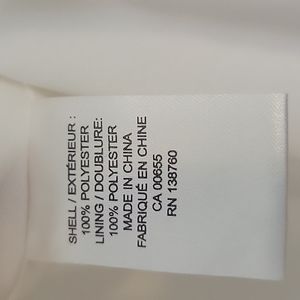 SHELL / EXTÉRIEUR :
100% POLYESTER
LINING / DOUBLURE:
100% POLYESTER
MADE IN CHINA
FABRIQUÉ EN CHINE
CA 00655
RN 138760